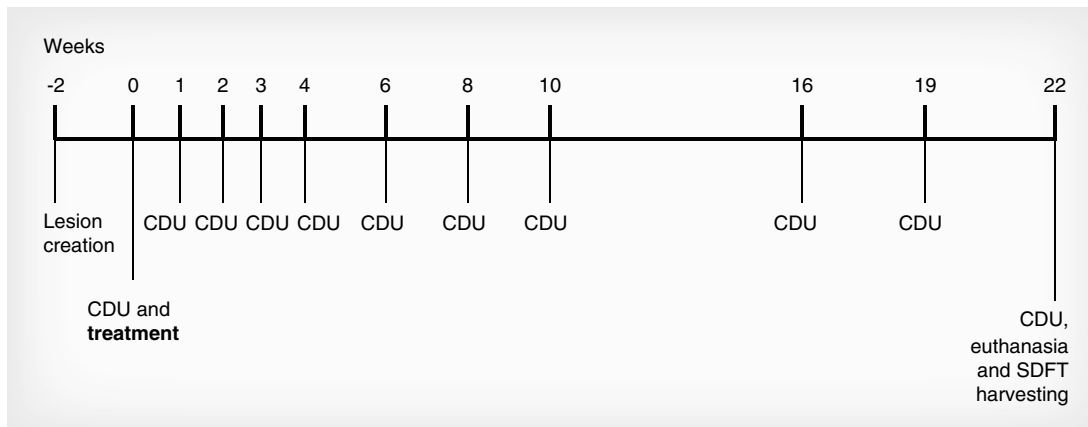 Weeks
-2 0 1 2 3 4 6 8 10 16 19 22
Lesion
creation
CDU CDU CDU CDU CDU CDU CDU CDU CDU
CDU and
treatment
CDU,
euthanasia
and SDFT
harvesting